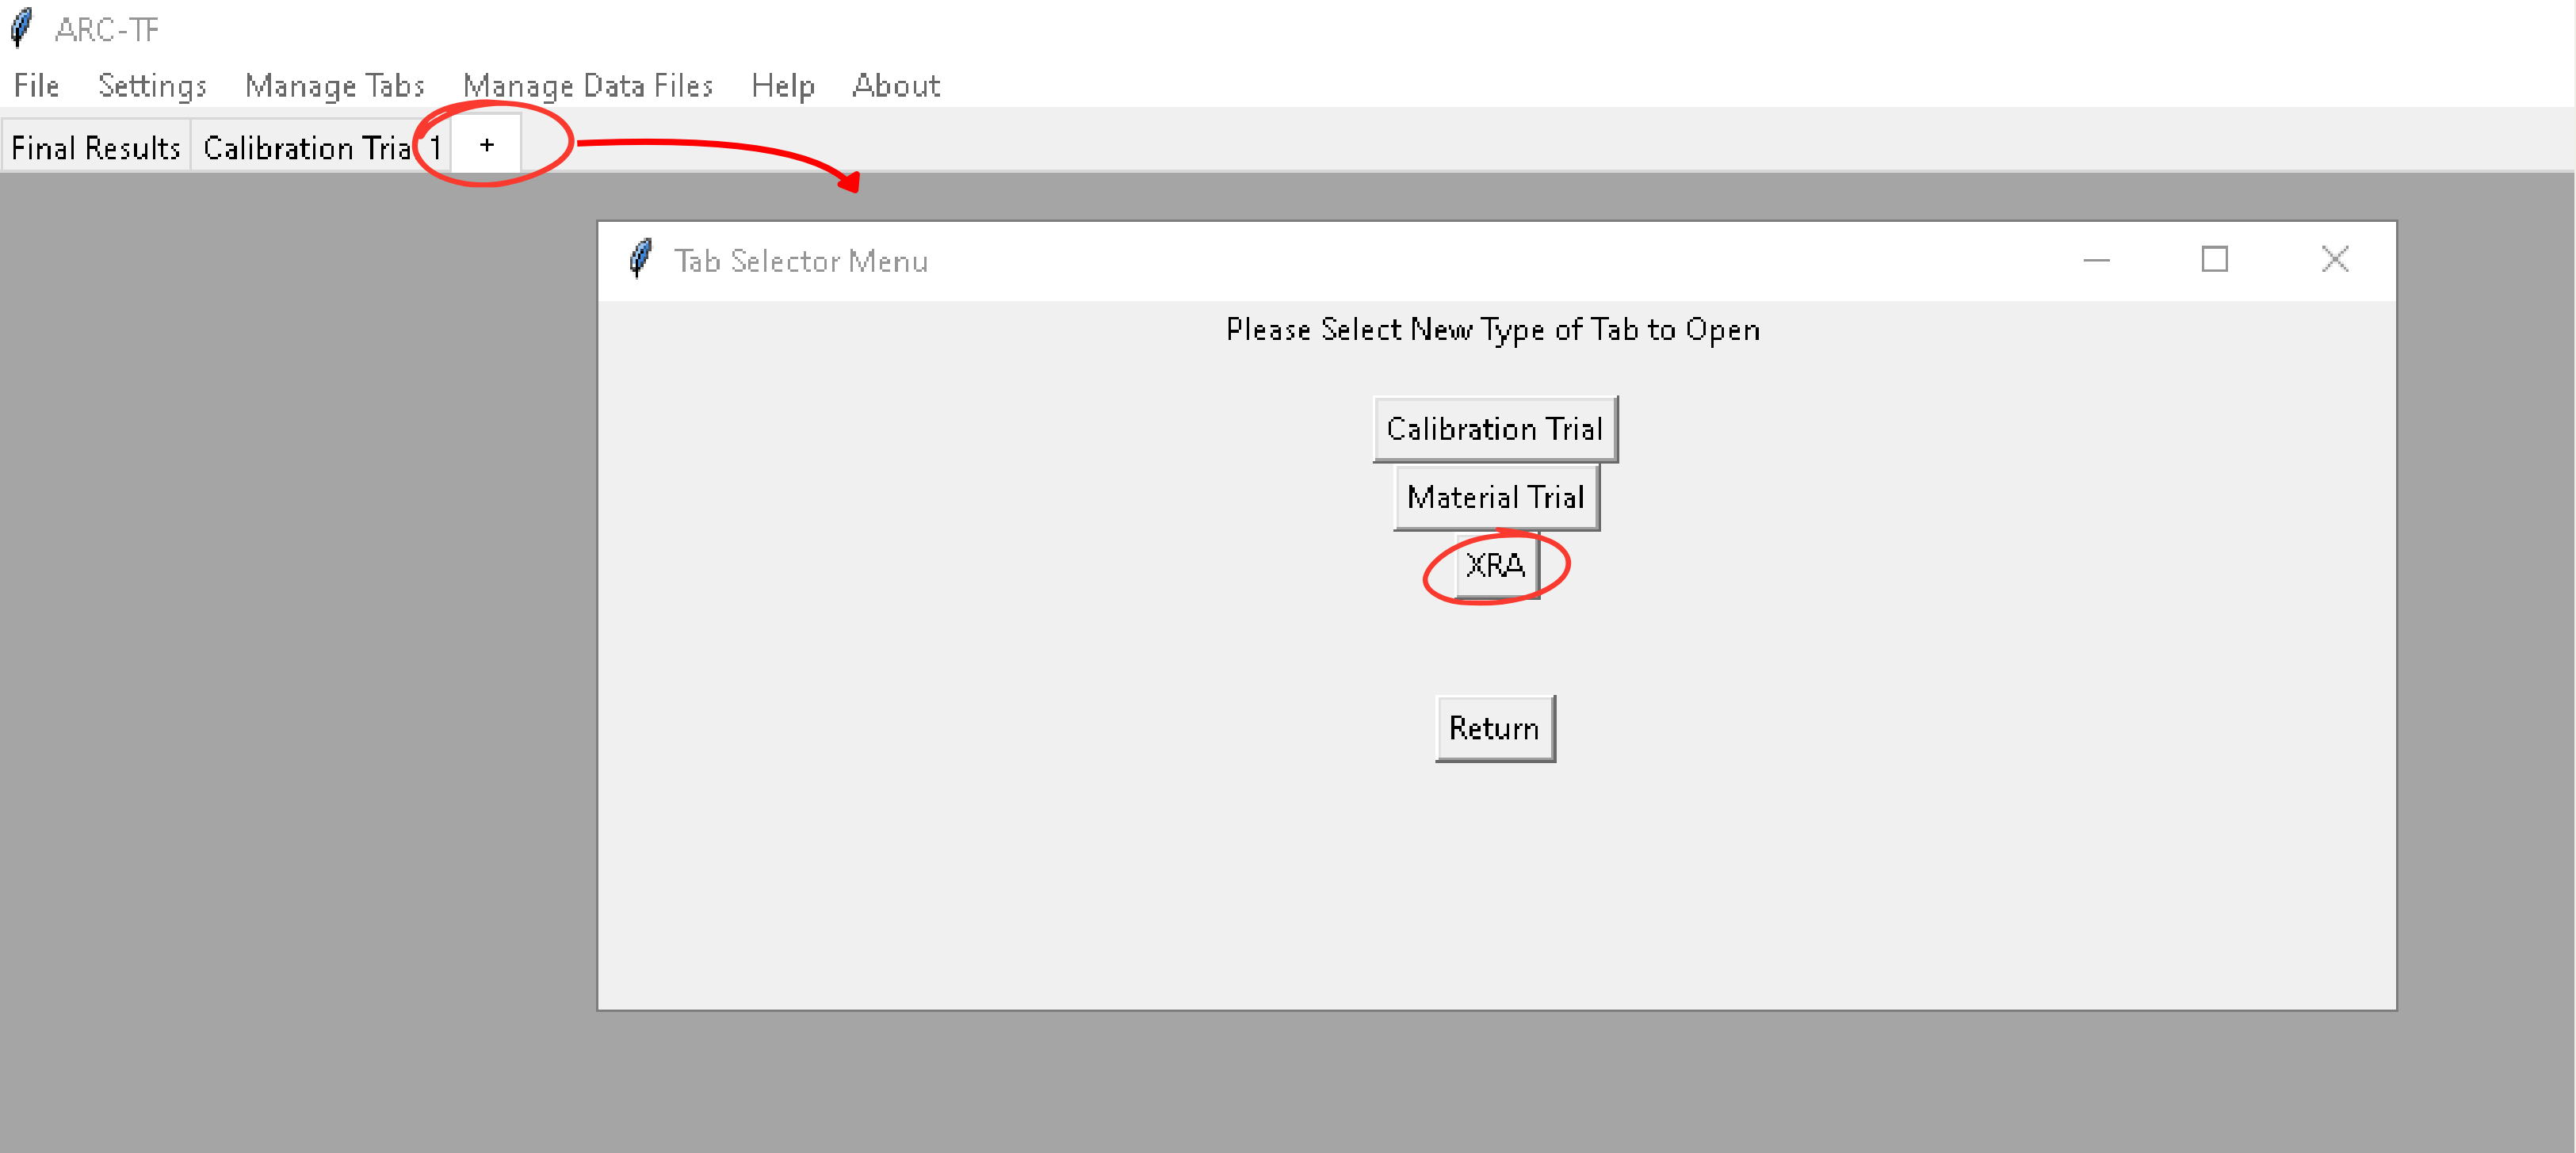 ARC-TF
File Settings Manage Tabs Manage Data Files Help About
Final Results Calibration Trial 1 +
Tab Selector Menu
Please Select New Type of Tab to Open
Calibration Trial
Material Trial
XRA
Return